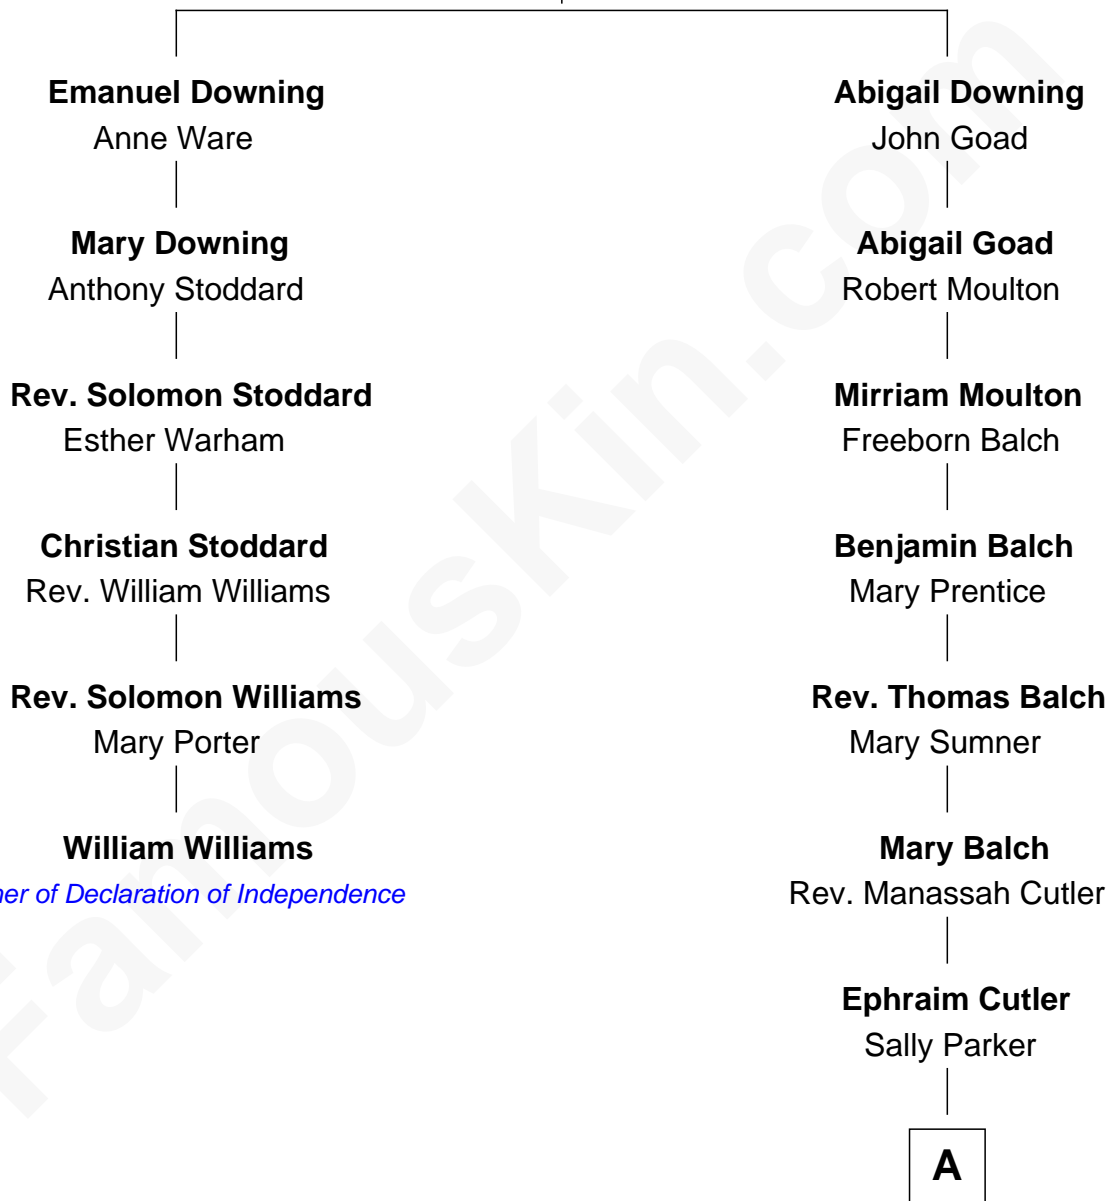 Emanuel Downing
Anne Ware
Mary Downing
Anthony Stoddard
Rev. Solomon Stoddard
Esther Warham
Christian Stoddard
Rev. William Williams
Rev. Solomon Williams
Mary Porter
William Williams
ner of Declaration of Independence
Abigail Downing
John Goad
Abigail Goad
Robert Moulton
Mirriam Moulton
Freeborn Balch
Benjamin Balch
Mary Prentice
Rev. Thomas Balch
Mary Sumner
Mary Balch
Rev. Manassah Cutler
Ephraim Cutler
Sally Parker
A
FamousKin.com